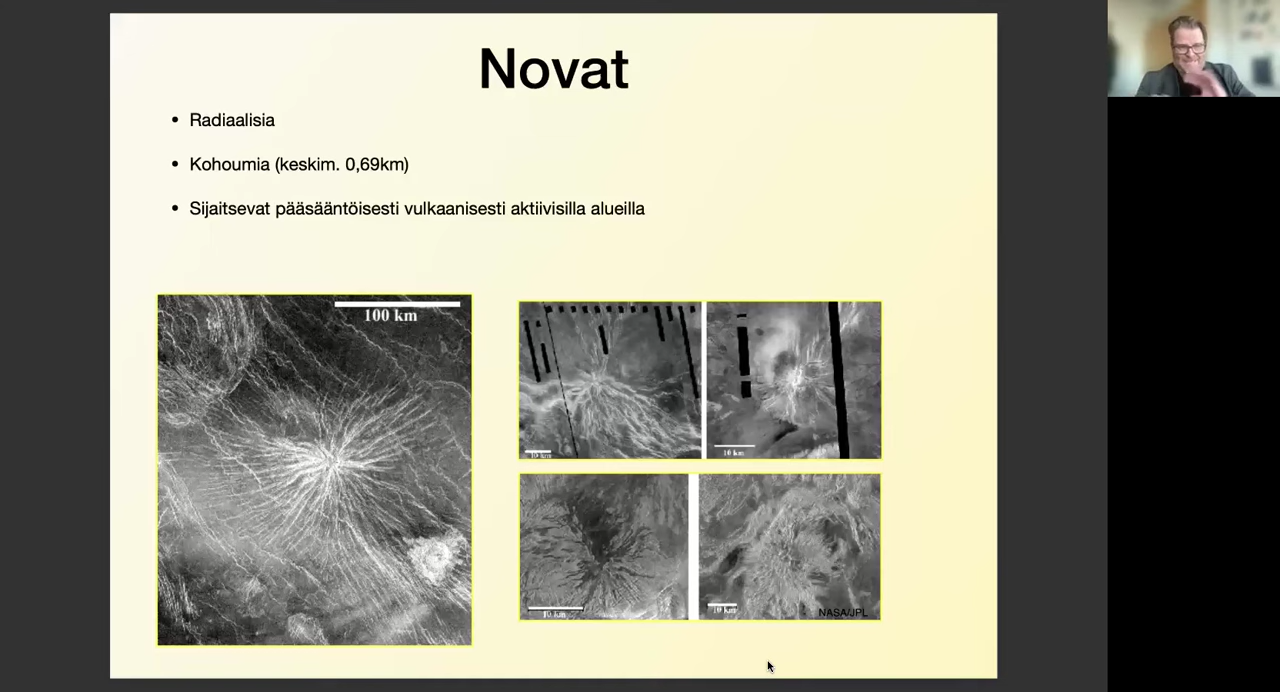 Novat
• Radiaalisia
• Kohoumia (keskim. 0,69km)
• Sijaitsevat pääsääntöisesti vulkaanisesti aktiivisilla alueilla
100 km
10 km
10 km
10 km
10 km
NASA/JPL